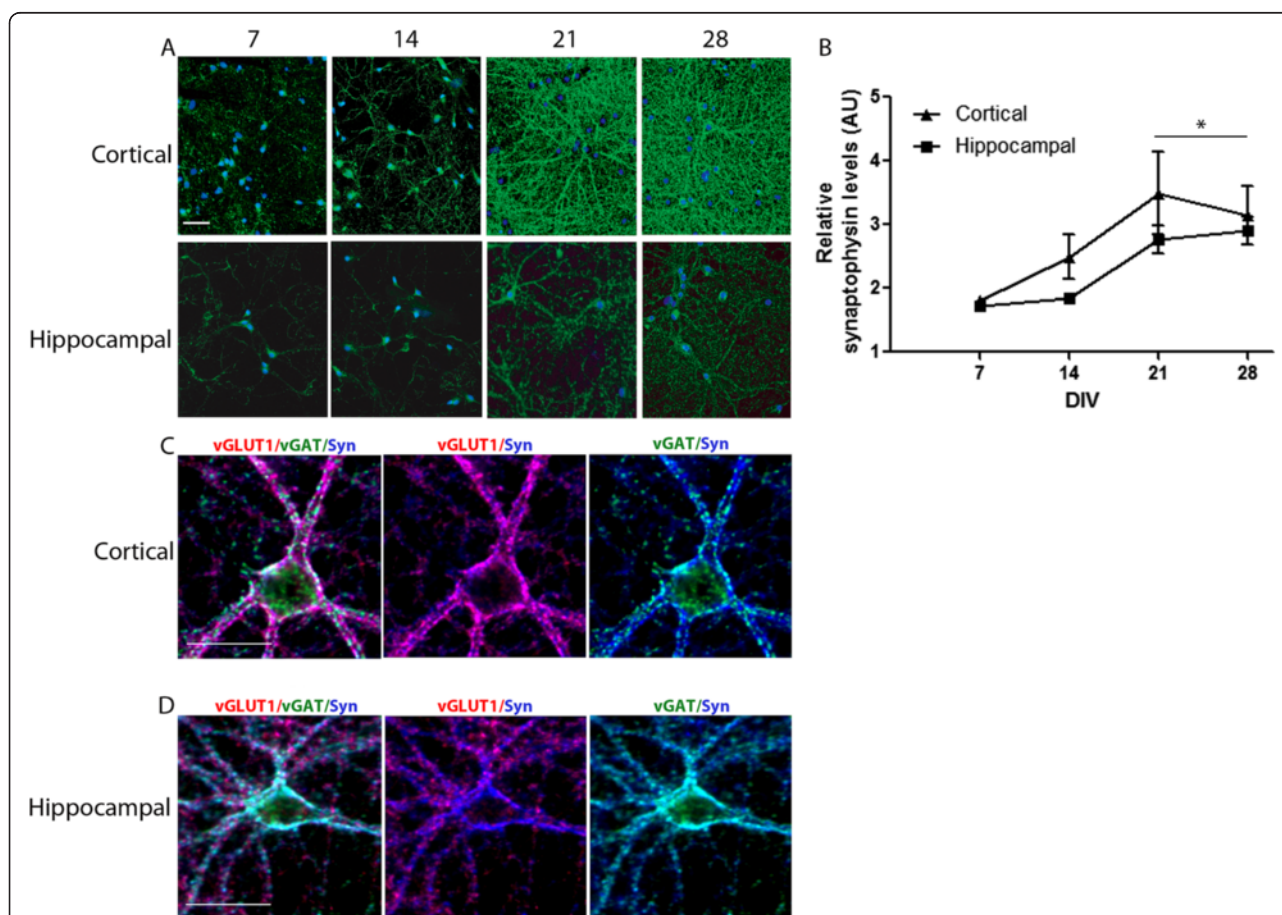 A
7 14 21 28
Cortical
Hippocampal
B
Relative
synaptophysin levels (AU)
5
4
3
2
1
Cortical
Hippocampal
*
7 14 21 28
DIV
C
vGLUT1/vGAT/Syn vGLUT1/Syn vGAT/Syn
Cortical
D
vGLUT1/vGAT/Syn vGLUT1/Syn vGAT/Syn
Hippocampal